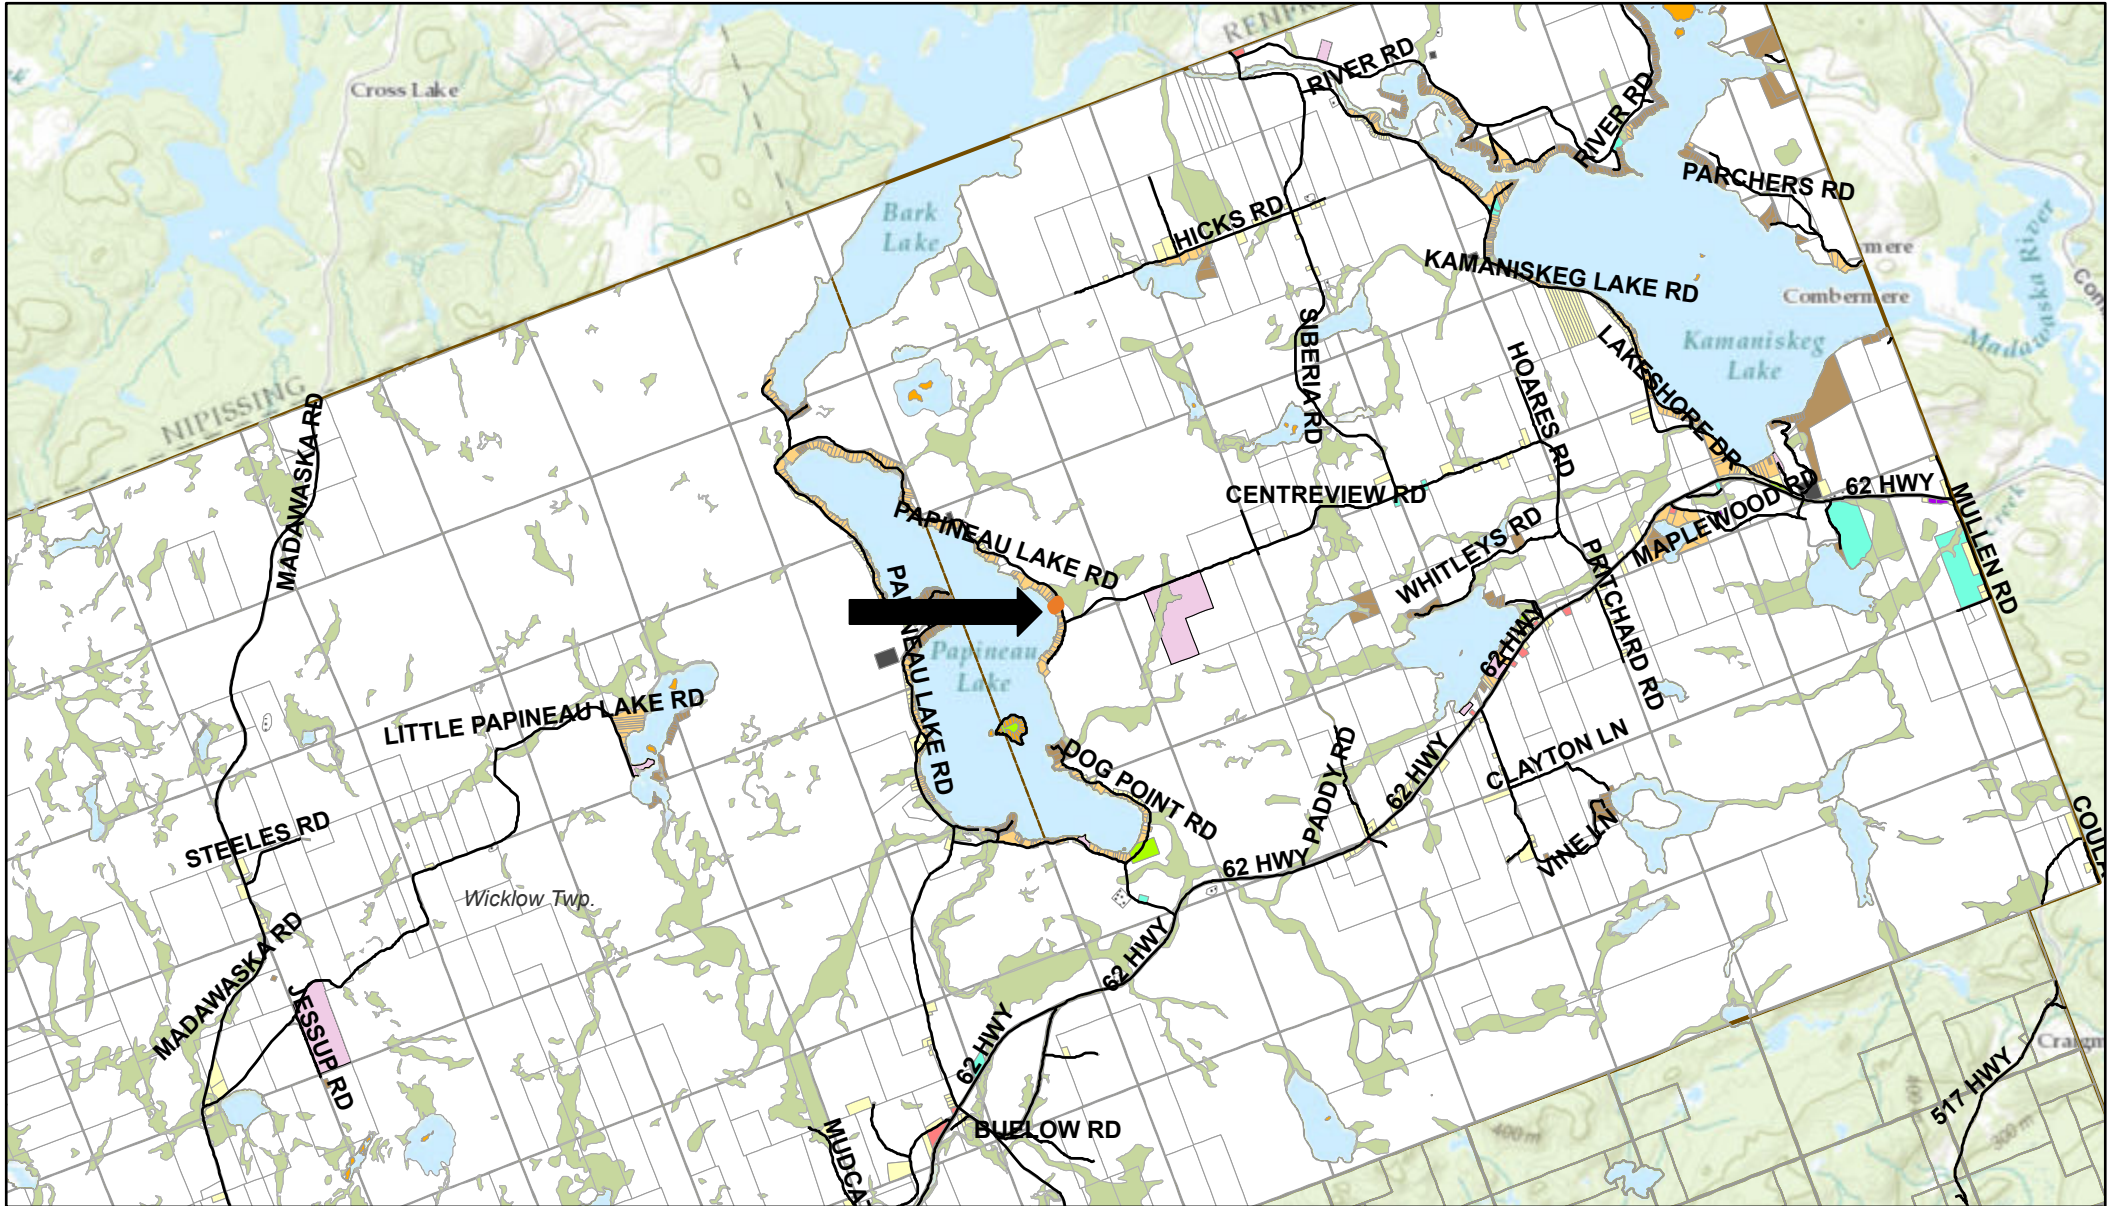 RENFR
RIVER RD
Cross Lake
RIVER RD
PARCHERS RD
Bark
Lake
HICKS RD
mere
Madawaska River
KAMANISKEG LAKE RD
Combermere
Kamaniskeg
Lake
SIBERIA RD
HOARES RD
LAKESHORE DR
NIPISSING
MADAWASKA RD
CENTREVIEW RD
62 HWY
MAPLEWOOD RD
MULLEN RD
PAPINEAU LAKE RD
WHITLEYS RD
PRITCHARD RD
PAPINEAU LAKE RD
Papineau
Lake
62 HWY
LITTLE PAPINEAU LAKE RD
DOG POINT RD
PADDY RD
62 HWY
CLAYTON LN
VINE LN
STEELES RD
62 HWY
Wicklow Twp.
62 HWY
MADAWASKA RD
JESSUP RD
62 HWY
BUELOW RD
MUDCA
400 m
300 m
517 HWY
Craigm